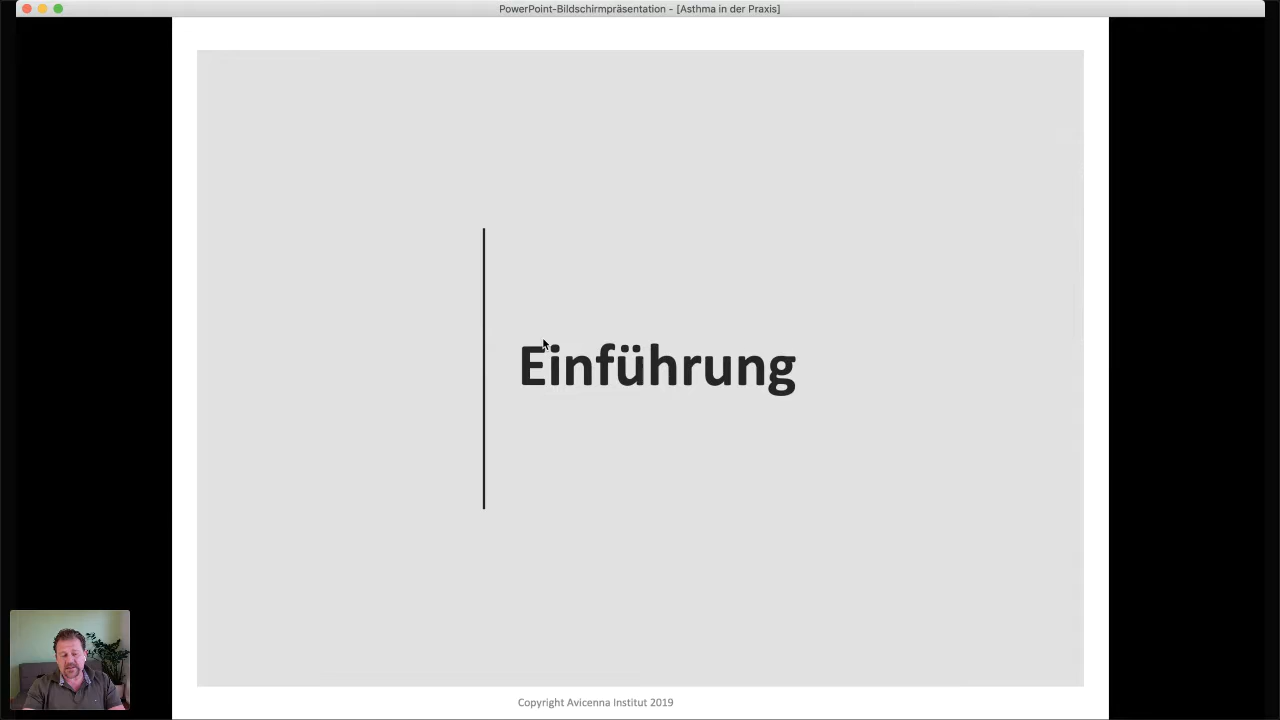 PowerPoint-Bildschirmpräsentation - [Asthma in der Praxis]
Einführung
Copyright Avicenna Institut 2019